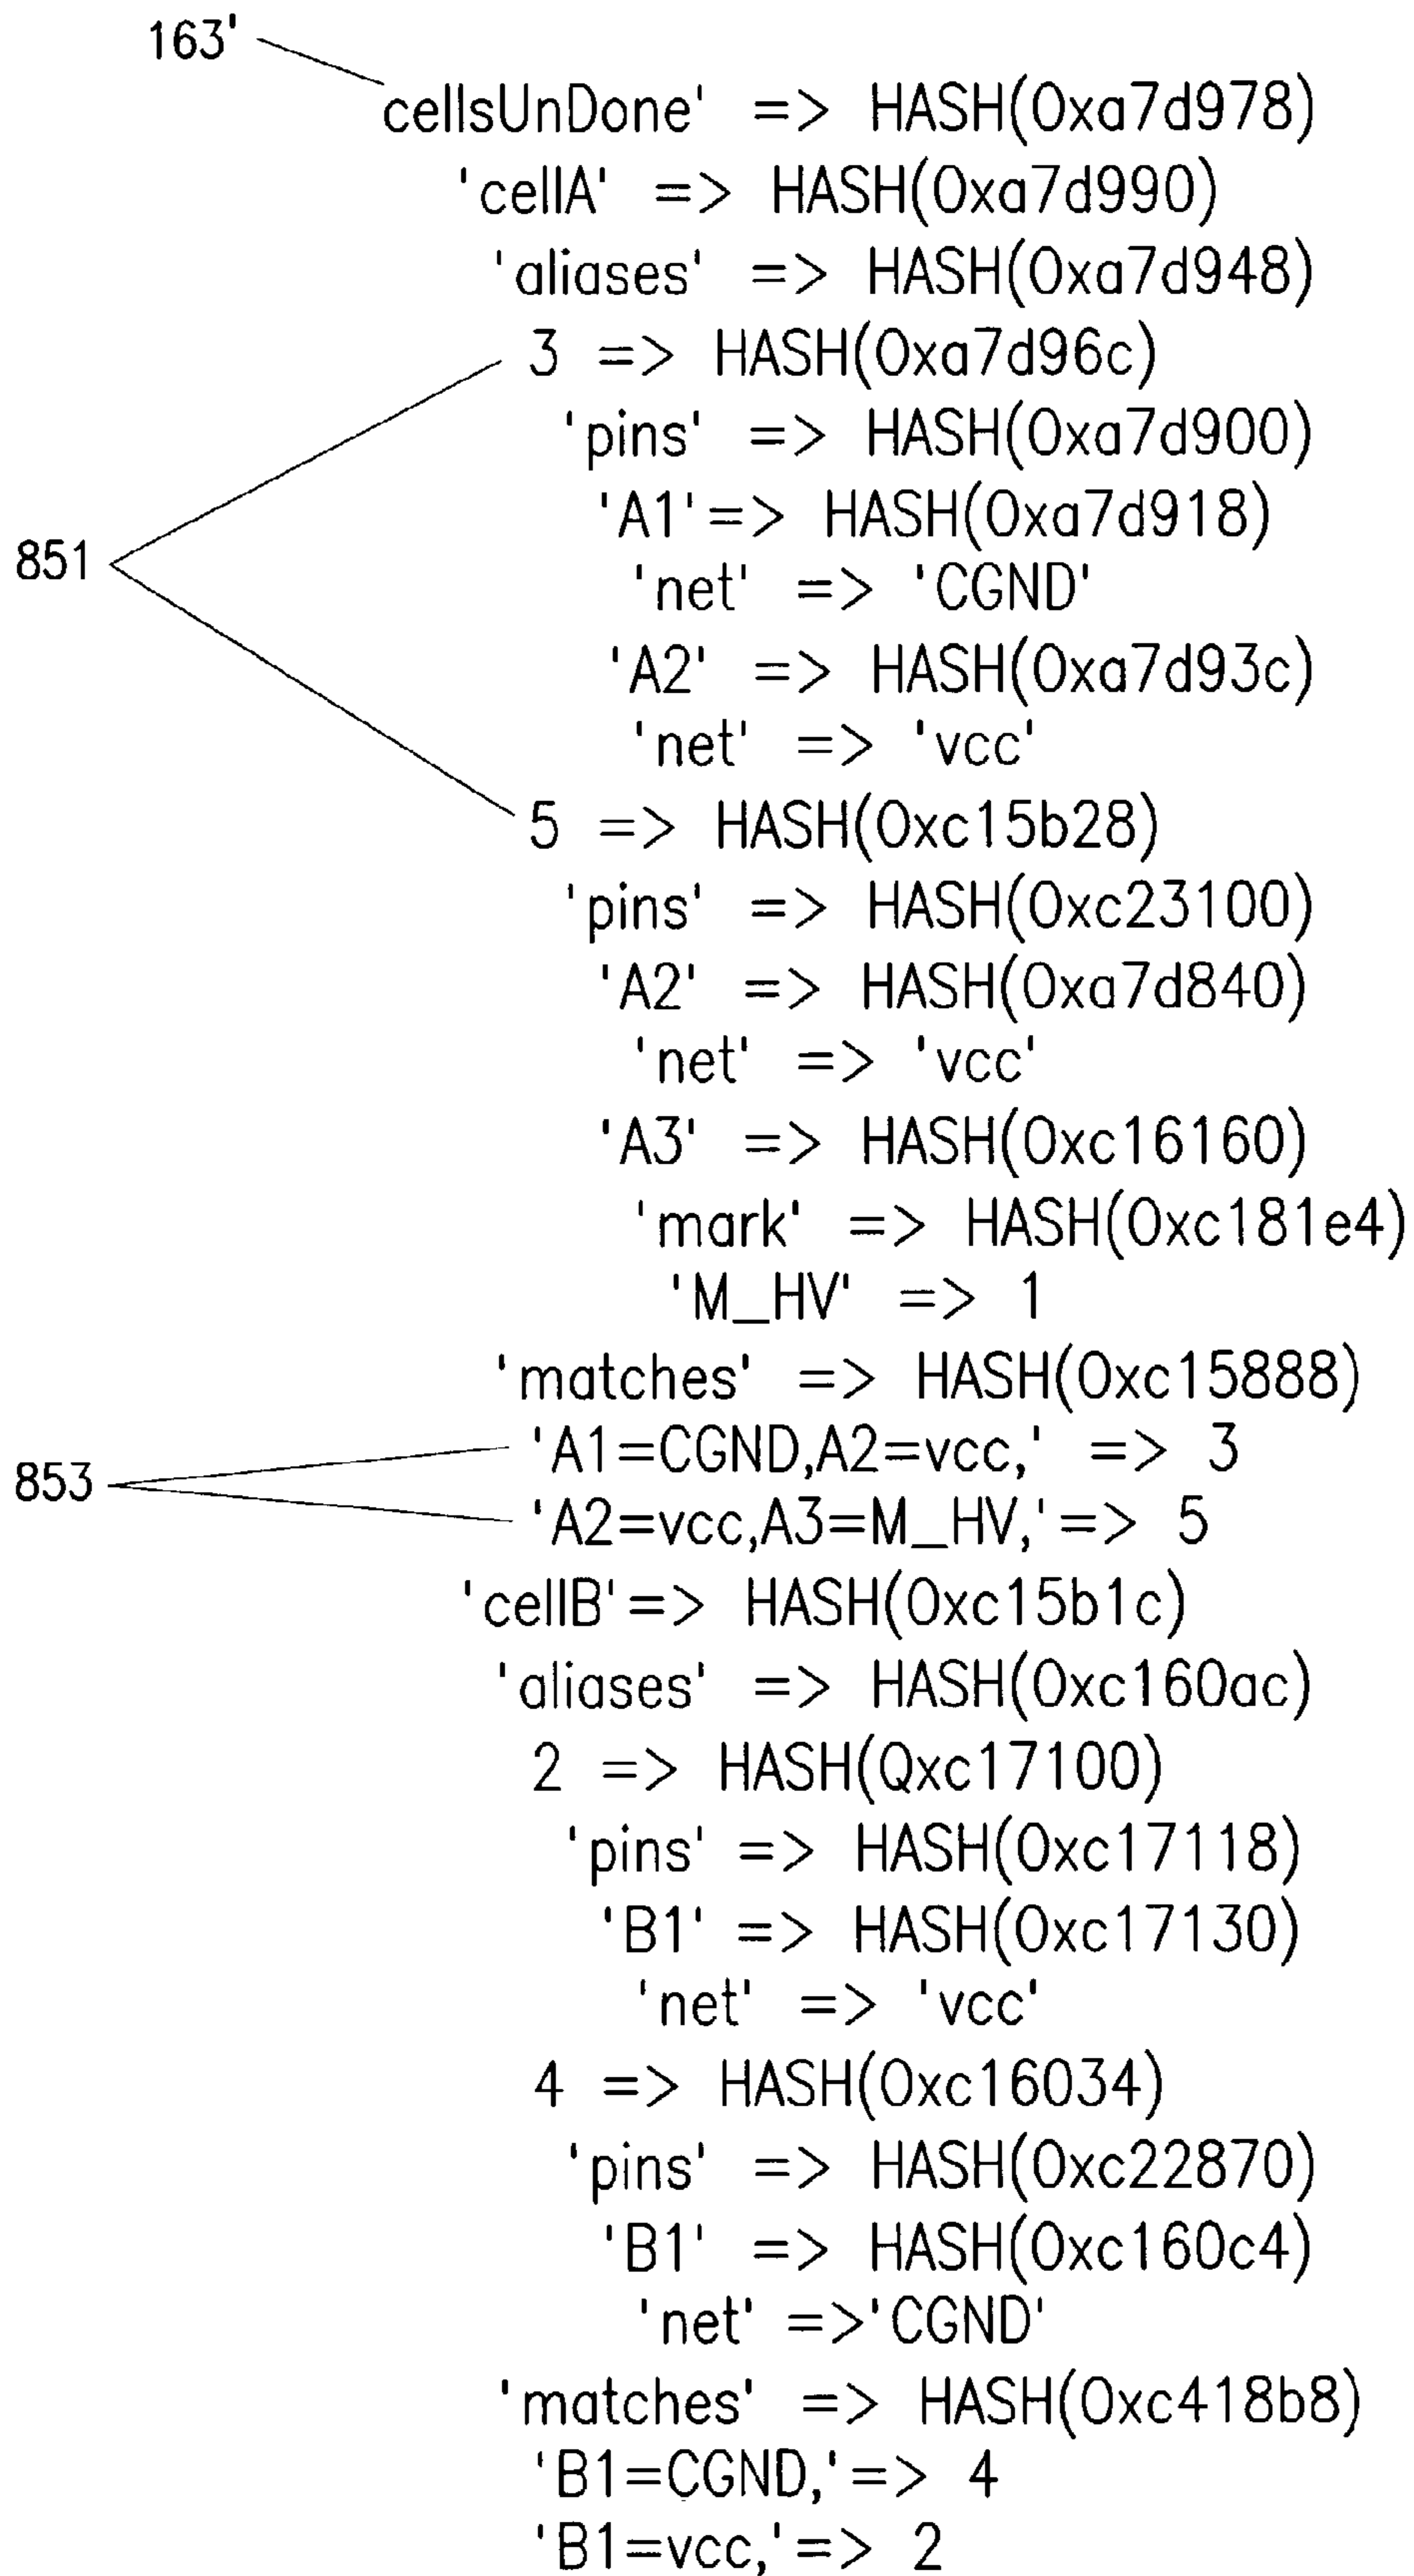 163'
cellsUnDone' => HASH(0xa7d978)
'cellA' => HASH(0xa7d990)
'aliases' => HASH(0xa7d948)
3 => HASH(0xa7d96c)
'pins' => HASH(0xa7d900)
'A1'=> HASH(0xa7d918)
851
'net' => 'CGND'
'A2' => HASH(0xa7d93c)
'net' => 'vcc'
5 => HASH(0xc15b28)
'pins' => HASH(0xc23100)
'A2' => HASH(0xa7d840)
'net' => 'vcc'
'A3' => HASH(0xc16160)
'mark' => HASH(0xc181e4)
'M_HV' => 1
'matches' => HASH(0xc15888)
'A1=CGND,A2=vcc,' => 3
853
'A2=vcc,A3=M_HV,'=> 5
'cellB'=> HASH(0xc15b1c)
'aliases' => HASH(0xc160ac)
2 => HASH(Qxc17100)
'pins' => HASH(0xc17118)
'B1' => HASH(0xc17130)
'net' => 'vcc'
4 => HASH(0xc16034)
'pins' => HASH(0xc22870)
'B1' => HASH(0xc160c4)
'net' =>'CGND'
'matches' => HASH(0xc418b8)
'B1=CGND,'=> 4
'B1=vcc,'=> 2